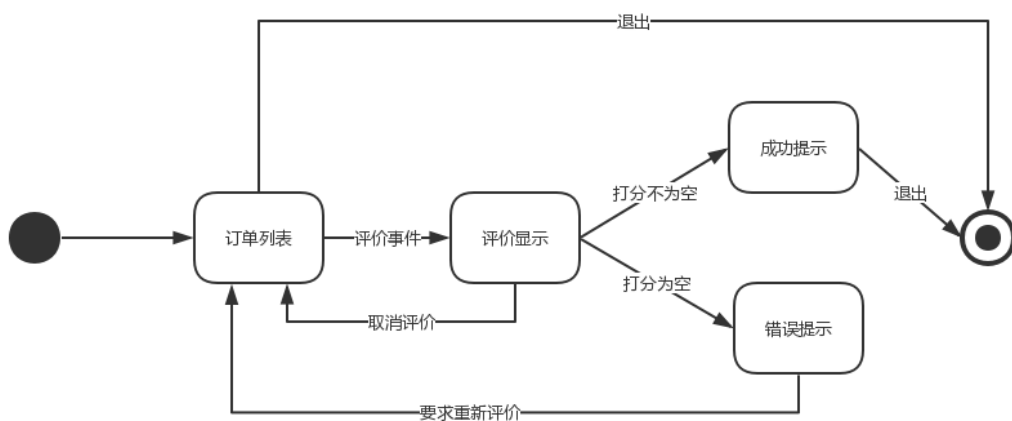 退出
成功提示
打分不为空
退出
订单列表
评价事件
评价显示
打分为空
取消评价
错误提示
要求重新评价